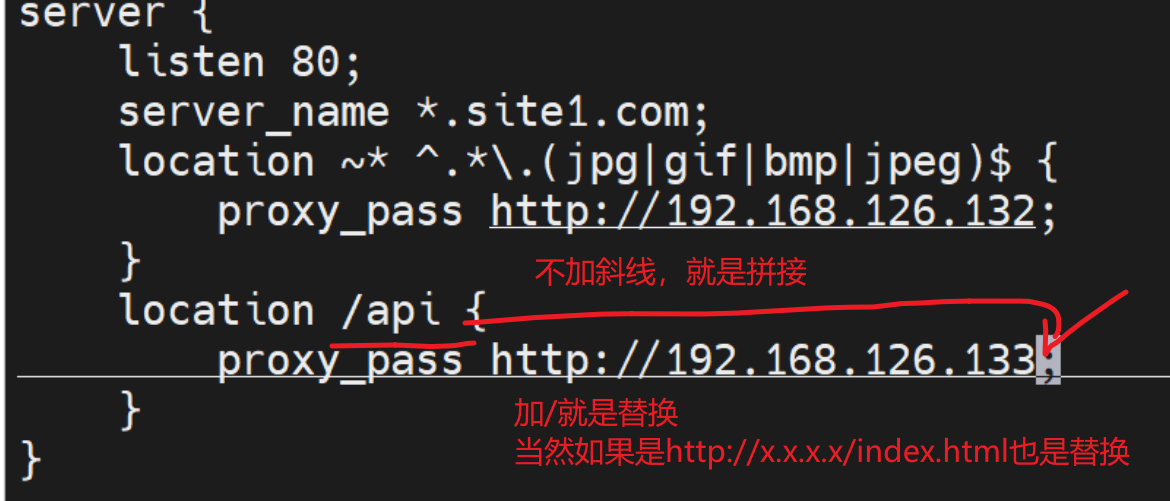 server {
listen 80;
server_name *.site1.com;
location ~* ^.*\.(jpg|gif|bmp|jpeg)$ {
proxy_pass http://192.168.126.132;
}
不加斜线，就是拼接
location /api {
proxy_pass http://192.168.126.133;
}
加/就是替换
当然如果是http://x.x.x.x/index.html也是替换
}